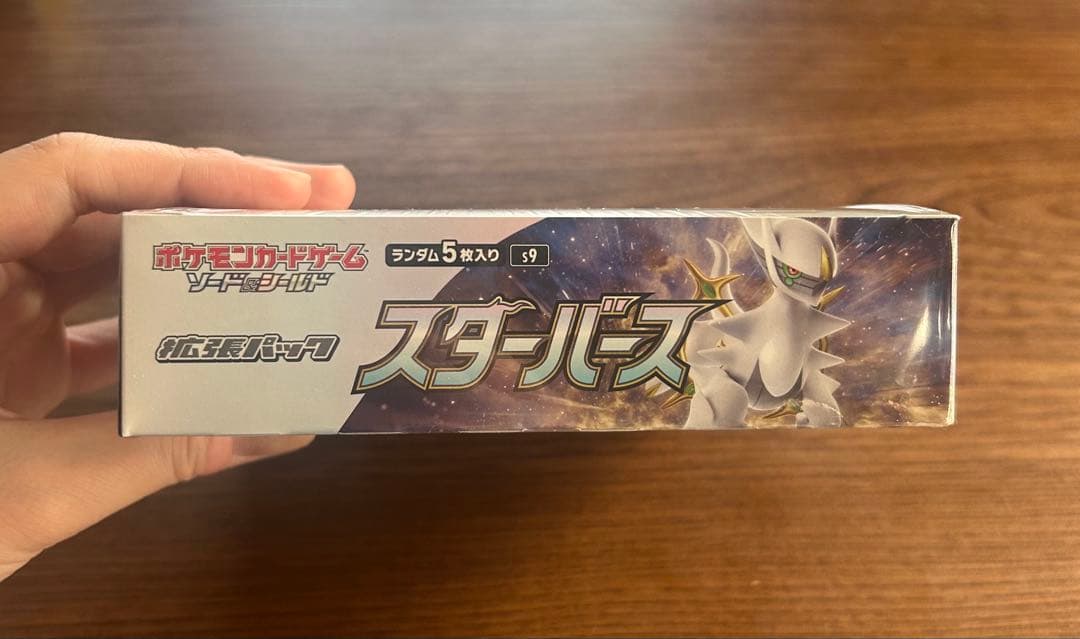 ポケモンカードゲーム
ソード&シールド
ランダム5枚入り
S9
拡張パック
スターバース